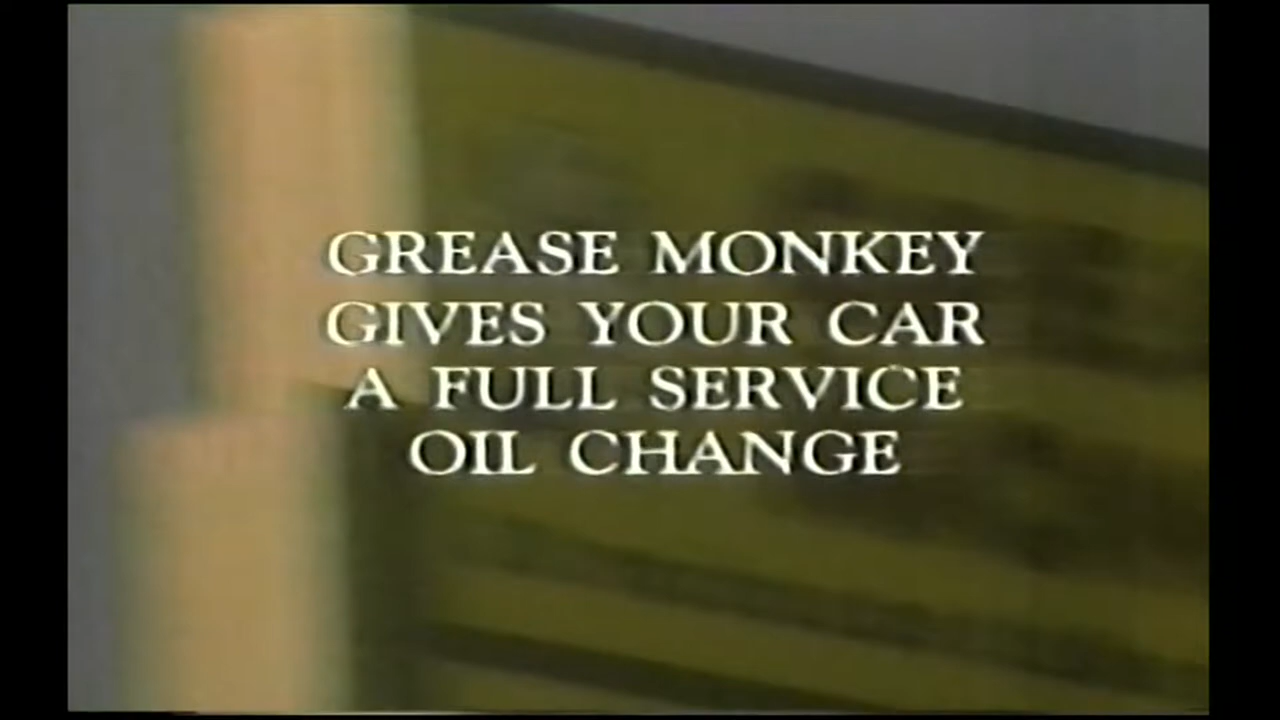 GREASE MONKEY
GIVES YOUR CAR
A FULL SERVICE
OIL CHANGE